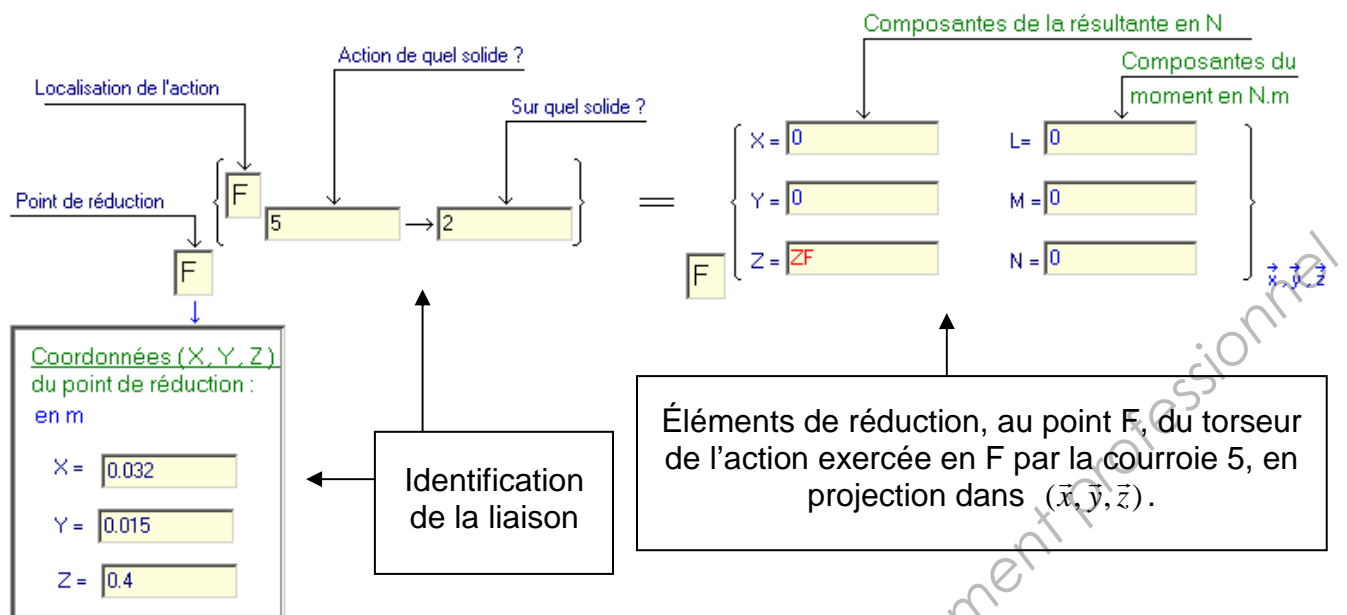 Composantes de la résultante en N
Action de quel solide ?
Composantes du
moment en N.m
Localisation de l'action
Sur quel solide ?
X = 0
L= 0
Point de réduction
F
5 → 2
=
Y = 0
M = 0
F
F
Z = ZF
N = 0
x, y, z
Coordonnées (X, Y, Z)
du point de réduction :
en m
X = 0.032
Y = 0.015
Z = 0.4
Identification
de la liaison
Éléments de réduction, au point F, du torseur
de l'action exercée en F par la courroie 5, en
projection dans (x⃗, y⃗, z⃗).
professionnel